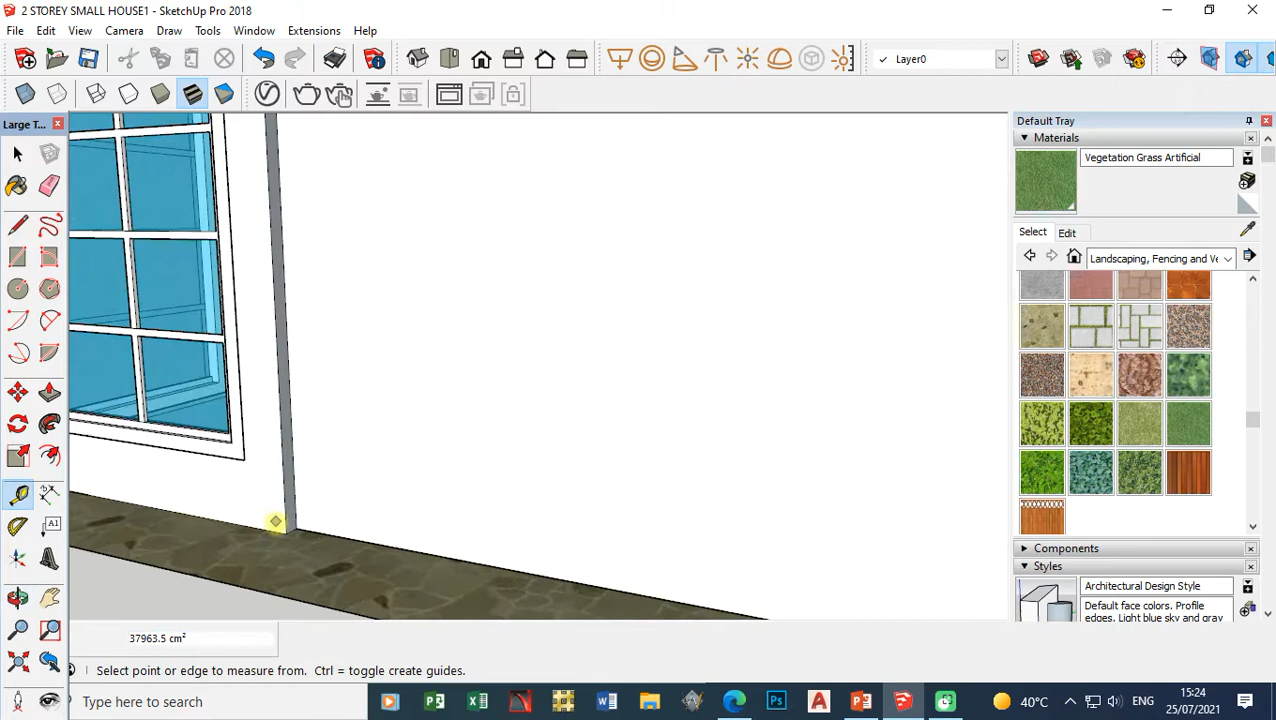 2 STOREY SMALL HOUSE1 - SketchUp Pro 2018
File Edit View Camera Draw Tools Window Extensions Help
Layer0
Large T...
Default Tray
Materials
Vegetation Grass Artificial
Select Edit
Landscaping, Fencing and Ve
A1
Components
Styles
Architectural Design Style
Default face colors. Profile
edges. Light blue sky and gray
37963.5 cm²
Select point or edge to measure from. Ctrl = toggle create guides.
Type here to search
40°C
ENG
15:24
25/07/2021